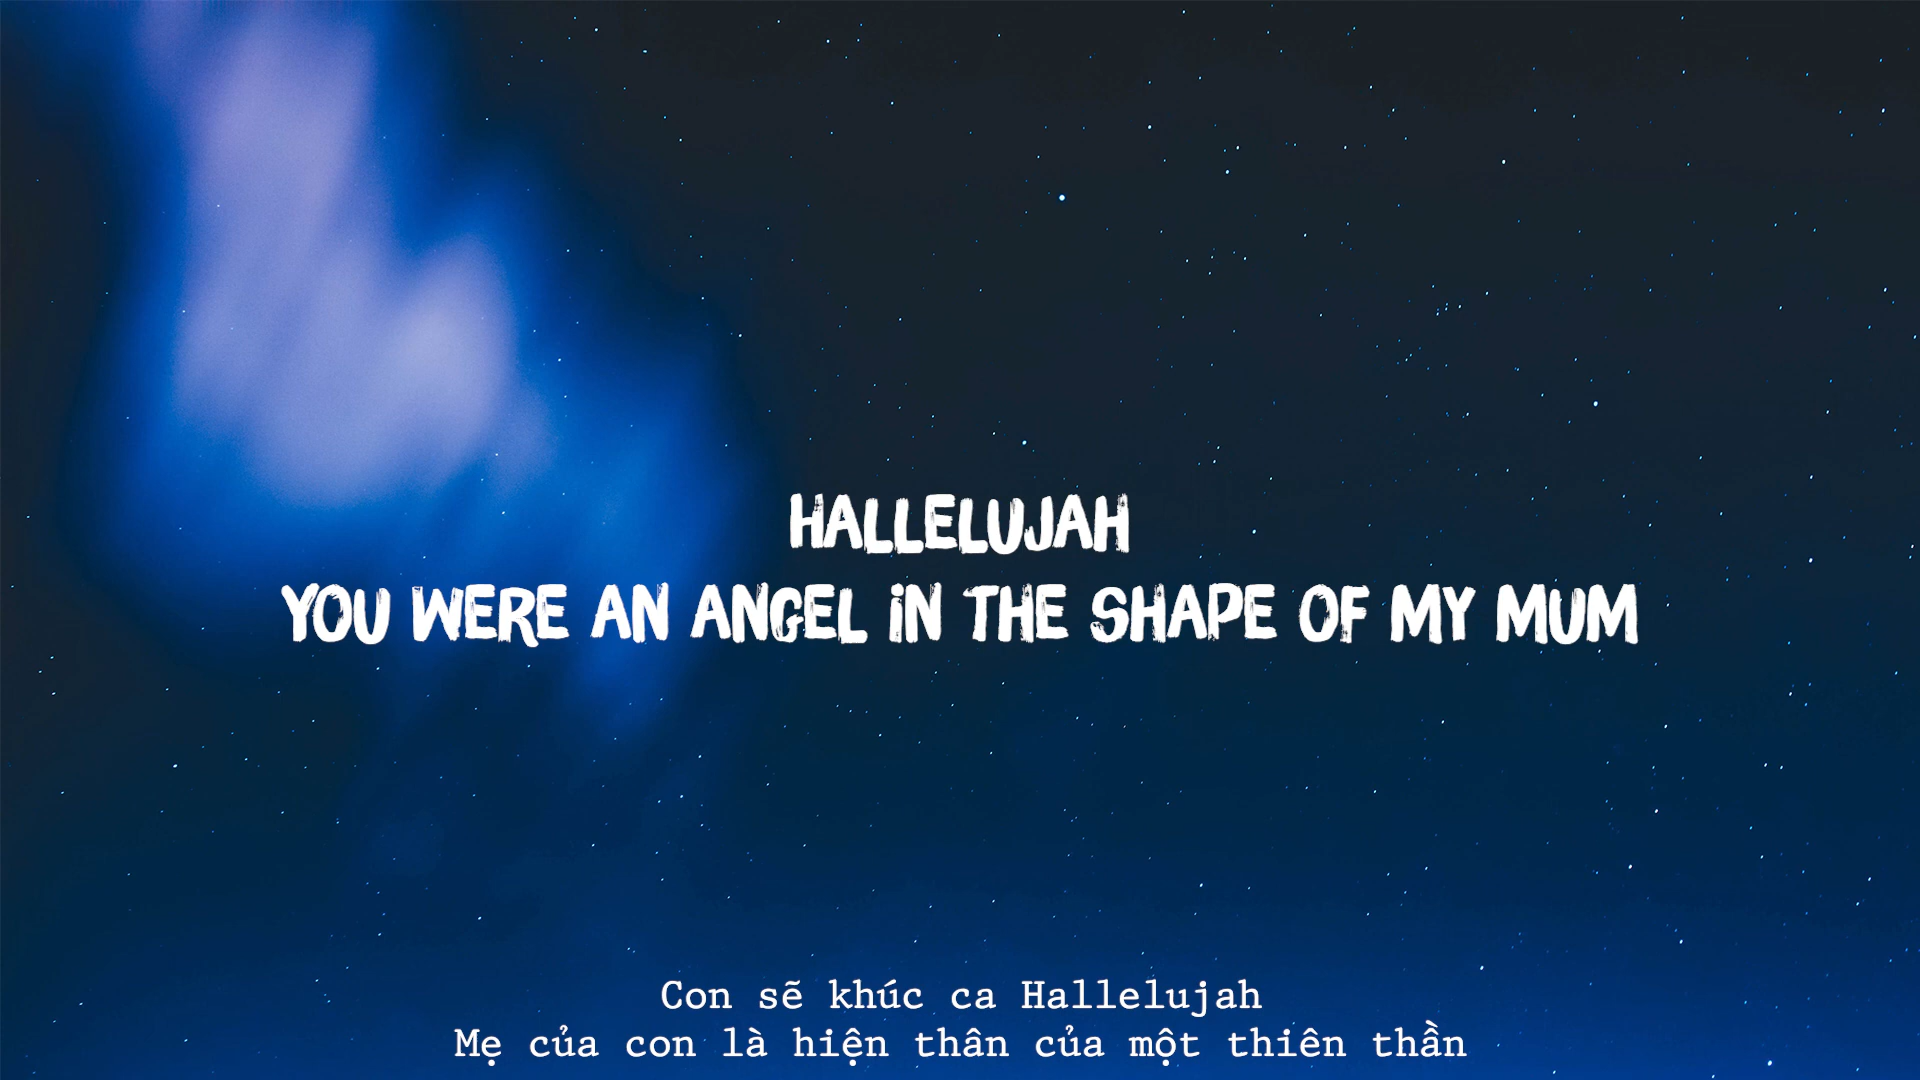 HALLELUJAH
YOU WERE AN ANGEL iN THE SHAPE OF MY MUM
Con sẽ khúc ca Hallelujah
Mẹ của con là hiện thân của một thiên thần